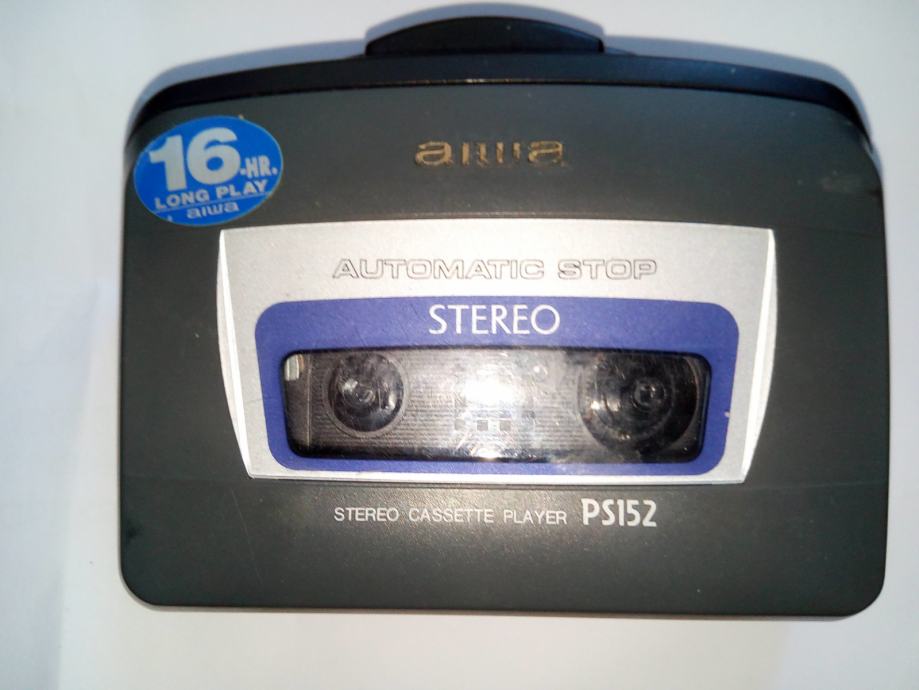 16-HR.
LONG PLAY
aiwa
aiwa
AUTOMATIC STOP
STEREO
STEREO CASSETTE PLAYER PS152